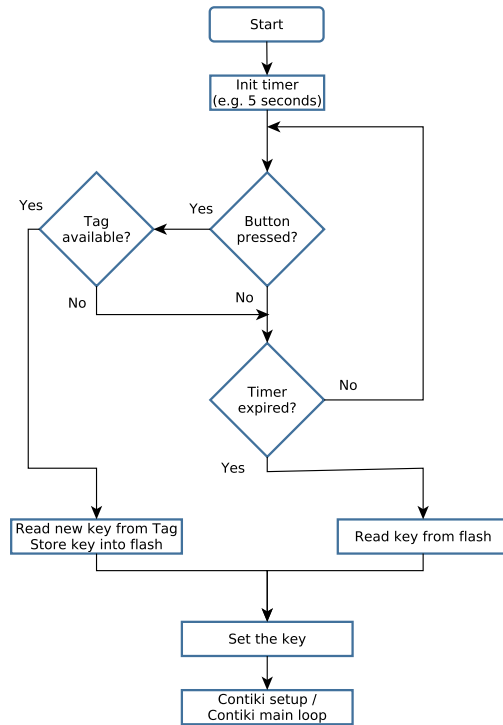 Start
Init timer
(e.g. 5 seconds)
Yes
Tag
available?
Yes
Button
pressed?
No
No
Timer
expired?
No
Yes
Read new key from Tag
Store key into flash
Read key from flash
Set the key
Contiki setup /
Contiki main loop